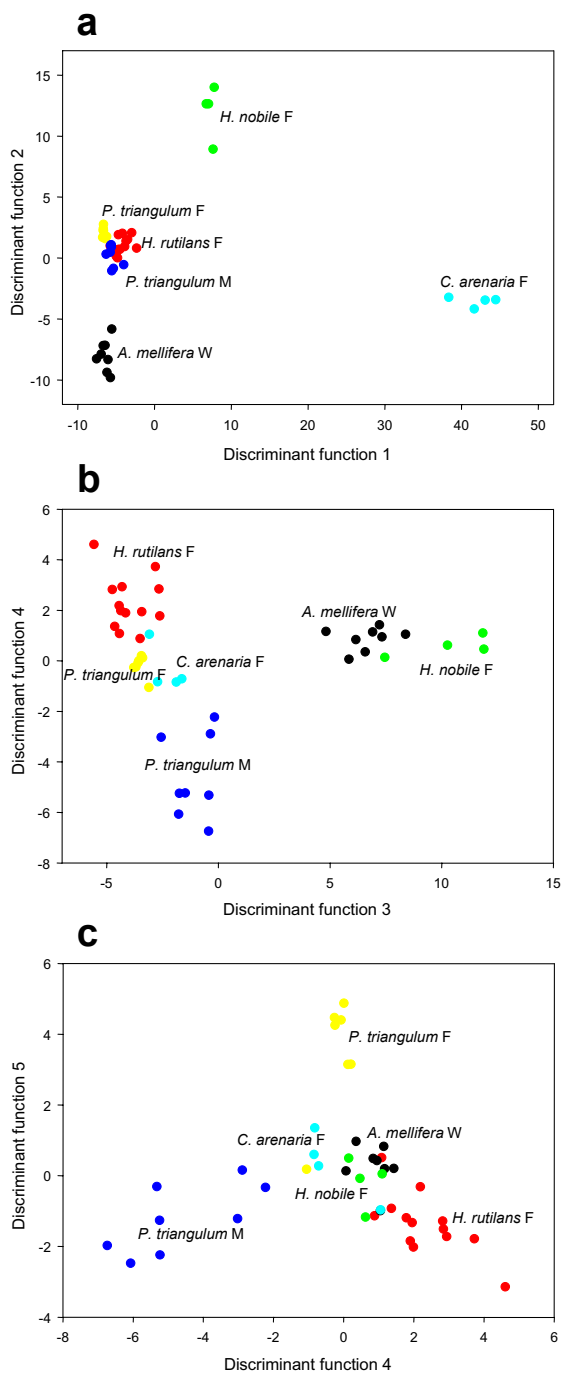 a
15
10
5
0
-5
-10
Discriminant function 2
H. nobile F
P. triangulum F
H. rutilans F
P. triangulum M
C. arenaria F
A. mellifera W
-10 0 10 20 30 40 50
Discriminant function 1
b
6
4
2
0
-2
-4
-6
-8
Discriminant function 4
H. rutilans F
A. mellifera W
C. arenaria F
P. triangulum F
H. nobile F
P. triangulum M
-5 0 5 10 15
Discriminant function 3
c
6
4
2
0
-2
-4
Discriminant function 5
P. triangulum F
A. mellifera W
C. arenaria F
H. nobile F
H. rutilans F
P. triangulum M
-8 -6 -4 -2 0 2 4 6
Discriminant function 4